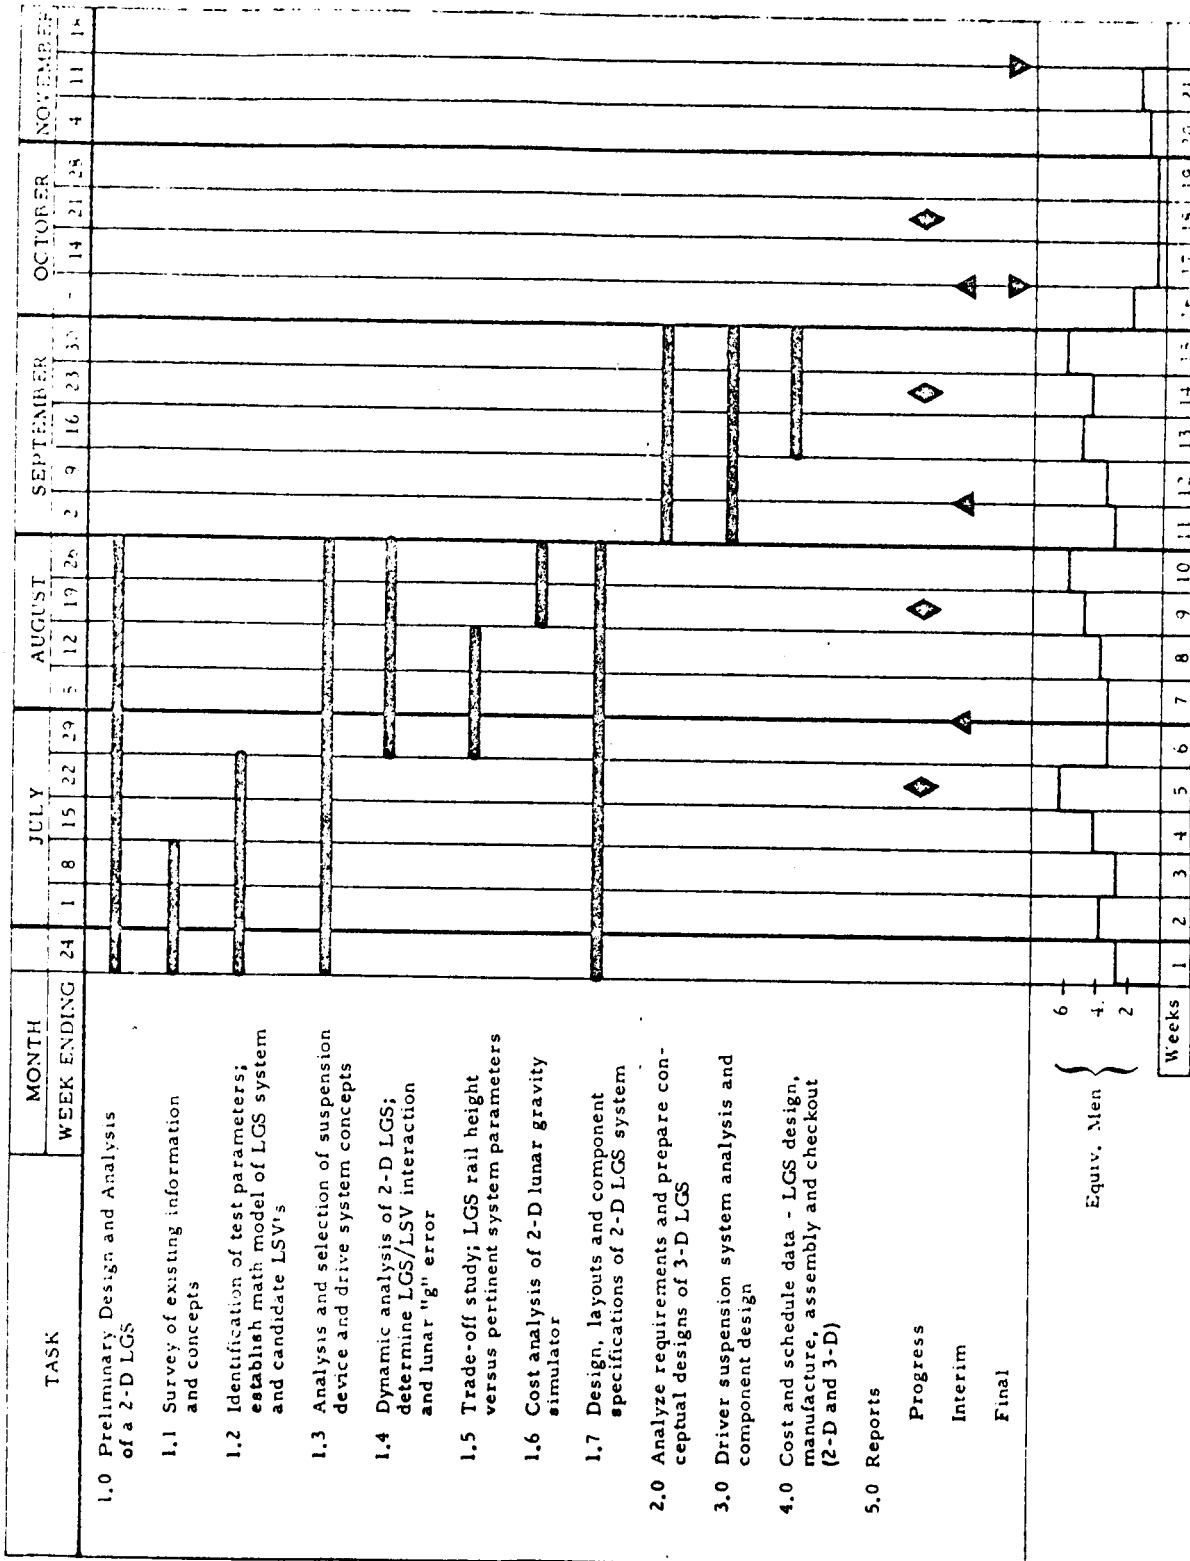 TASK
MONTH
JULY
AUGUST
SEPTEMBER
OCTOBER
NOVEMBER
WEEK ENDING
24
1
8
15
22
29
5
12
19
26
2
9
16
23
30
14
21
28
4
11
18
1.0 Preliminary Design and Analysis
of a 2-D LGS
1.1 Survey of existing information
and concepts
1.2 Identification of test parameters;
establish math model of LGS system
and candidate LSV's
1.3 Analysis and selection of suspension
device and drive system concepts
1.4 Dynamic analysis of 2-D LGS;
determine LGS/LSV interaction
and lunar "g" error
1.5 Trade-off study; LGS rail height
versus pertinent system parameters
1.6 Cost analysis of 2-D lunar gravity
simulator
1.7 Design, layouts and component
specifications of 2-D LGS system
2.0 Analyze requirements and prepare con-
ceptual designs of 3-D LGS
3.0 Driver suspension system analysis and
component design
4.0 Cost and schedule data - LGS design,
manufacture, assembly and checkout
(2-D and 3-D)
5.0 Reports
Progress
Interim
Final
Equiv. Men
6
4
2
Weeks
1
2
3
4
5
6
7
8
9
10
11
12
13
14
15
16
17
18
19
20
21